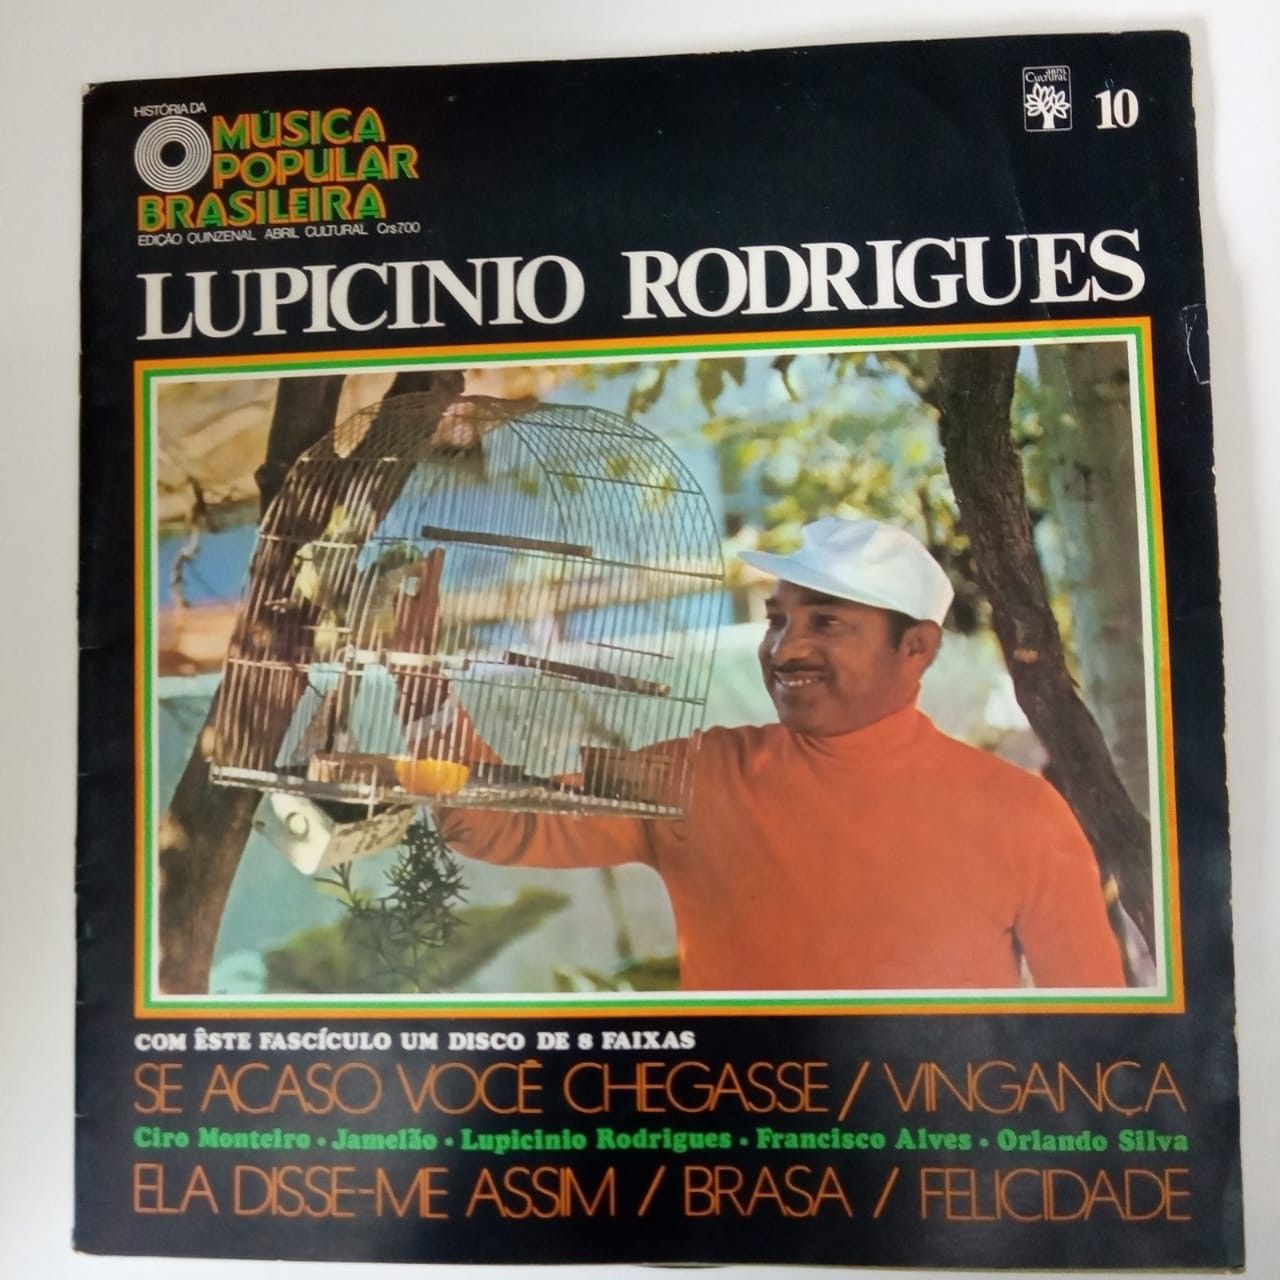 HISTÓRIA DA
MÚSICA
POPULAR
BRASILEIRA
EDIÇÃO QUINZENAL ABRIL CULTURAL Cr$7,00
ABRIL
CULTURAL
10
LUPICINIO RODRIGUES
COM ÊSTE FASCÍCULO UM DISCO DE 8 FAIXAS
SE ACASO VOCÊ CHEGASSE / VINGANÇA
Ciro Monteiro • Jamelão • Lupicinio Rodrigues • Francisco Alves • Orlando Silva
ELA DISSE-ME ASSIM / BRASA / FELICIDADE